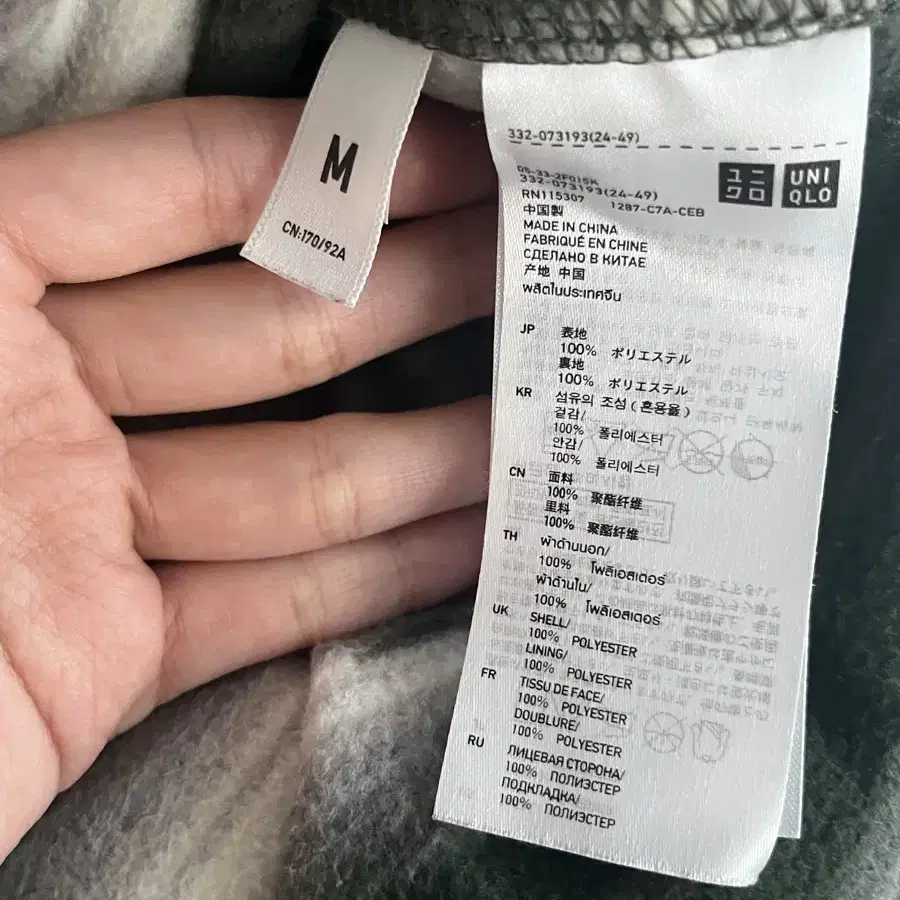 M
CN:170/92A
332-073193(24-49)
05-33-2F015K
332-073193(24-49)
RN115307 1287-C7A-CEB
ユニ
クロ
UNI
QLO
中国製
MADE IN CHINA
FABRIQUÉ EN CHINE
СДЕЛАНО В КИТАЕ
产地 中国
ผลิตในประเทศจีน
JP 表地
100% ポリエステル
裏地
100% ポリエステル
KR 섬유의 조성 ( 혼용율 )
겉감/
100% 폴리에스터
안감/
100% 폴리에스터
CN 面料
100% 聚酯纤维
里料
100% 聚酯纤维
TH ผ้าด้านนอก/
100% โพลีเอสเตอร์
ผ้าด้านใน/
100% โพลีเอสเตอร์
UK SHELL/
100% POLYESTER
LINING/
100% POLYESTER
FR TISSU DE FACE/
100% POLYESTER
DOUBLURE/
100% POLYESTER
RU ЛИЦЕВАЯ СТОРОНА/
100% ПОЛИЭСТЕР
ПОДКЛАДКА/
100% ПОЛИЭСТЕР